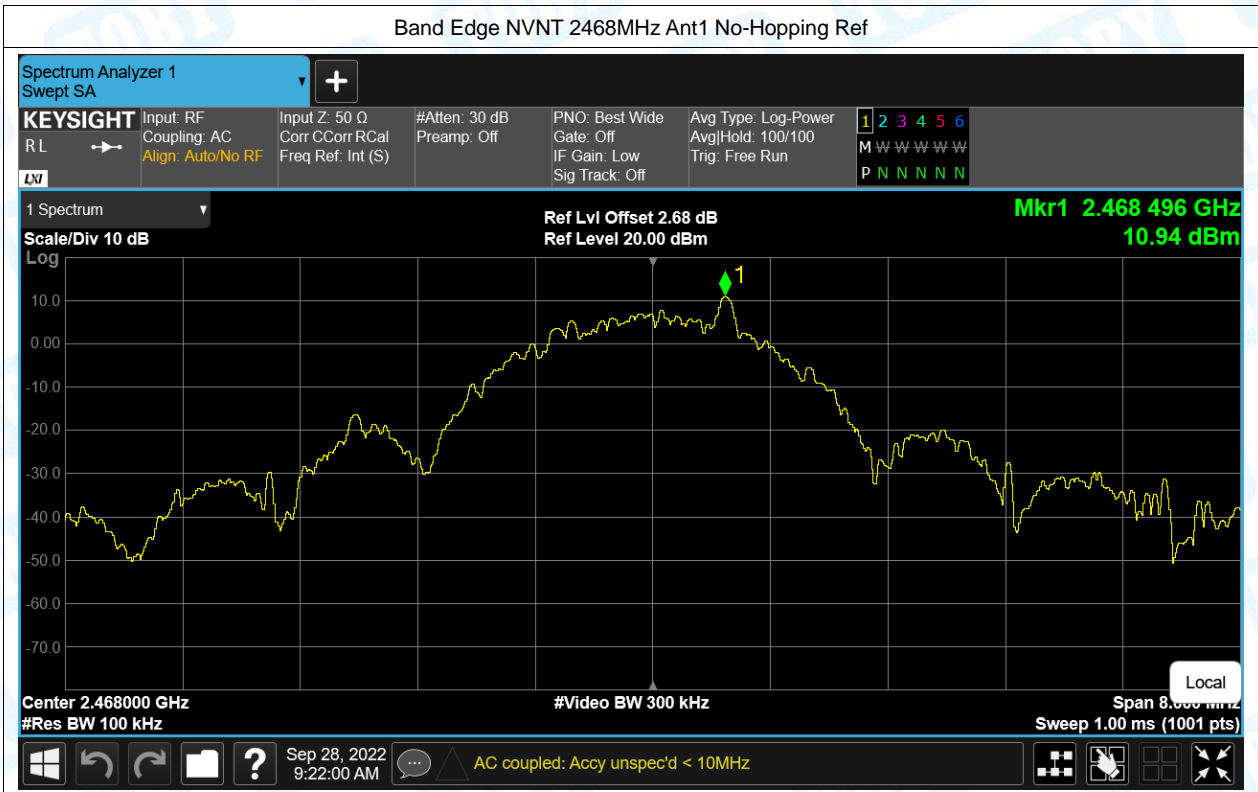 Band Edge NVNT 2468MHz Ant1 No-Hopping Ref
Spectrum Analyzer 1
Swept SA
KEYSIGHT
RL
LXI
Input: RF
Coupling: AC
Align: Auto/No RF
Input Z: 50 Ω
Corr CCorr RCal
Freq Ref: Int (S)
#Atten: 30 dB
Preamp: Off
PNO: Best Wide
Gate: Off
IF Gain: Low
Sig Track: Off
Avg Type: Log-Power
Avg|Hold: 100/100
Trig: Free Run
1 2 3 4 5 6
M W W W W W
P N N N N N
1 Spectrum
Scale/Div 10 dB
Ref Lvl Offset 2.68 dB
Ref Level 20.00 dBm
Mkr1 2.468 496 GHz
10.94 dBm
Log
1
10.0
0.00
-10.0
-20.0
-30.0
-40.0
-50.0
-60.0
-70.0
Local
Center 2.468000 GHz
#Video BW 300 kHz
Span
#Res BW 100 kHz
Sweep 1.00 ms (1001 pts)
?
Sep 28, 2022
9:22:00 AM
AC coupled: Accy unspec'd < 10MHz